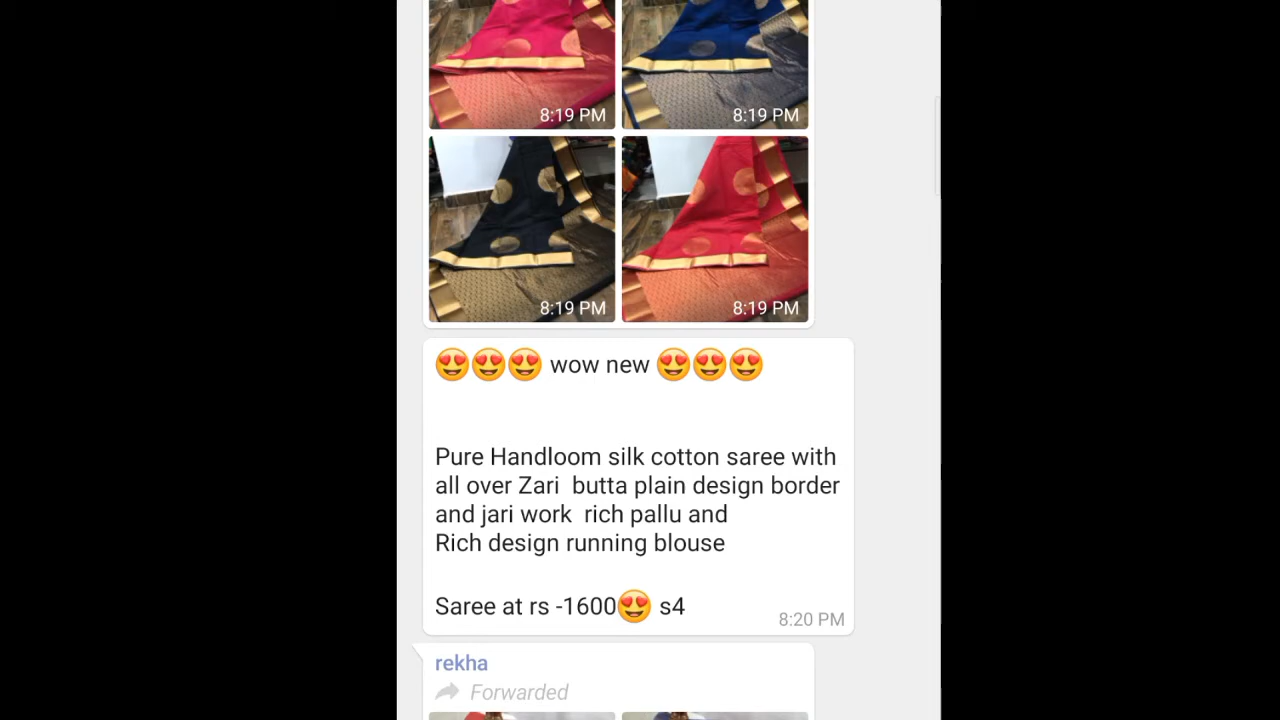 8:19 PM 8:19 PM
8:19 PM 8:19 PM
😍😍😍 wow new 😍😍😍
Pure Handloom silk cotton saree with
all over Zari  butta plain design border
and jari work  rich pallu and
Rich design running blouse
Saree at rs -1600😍 s4
8:20 PM
rekha
Forwarded